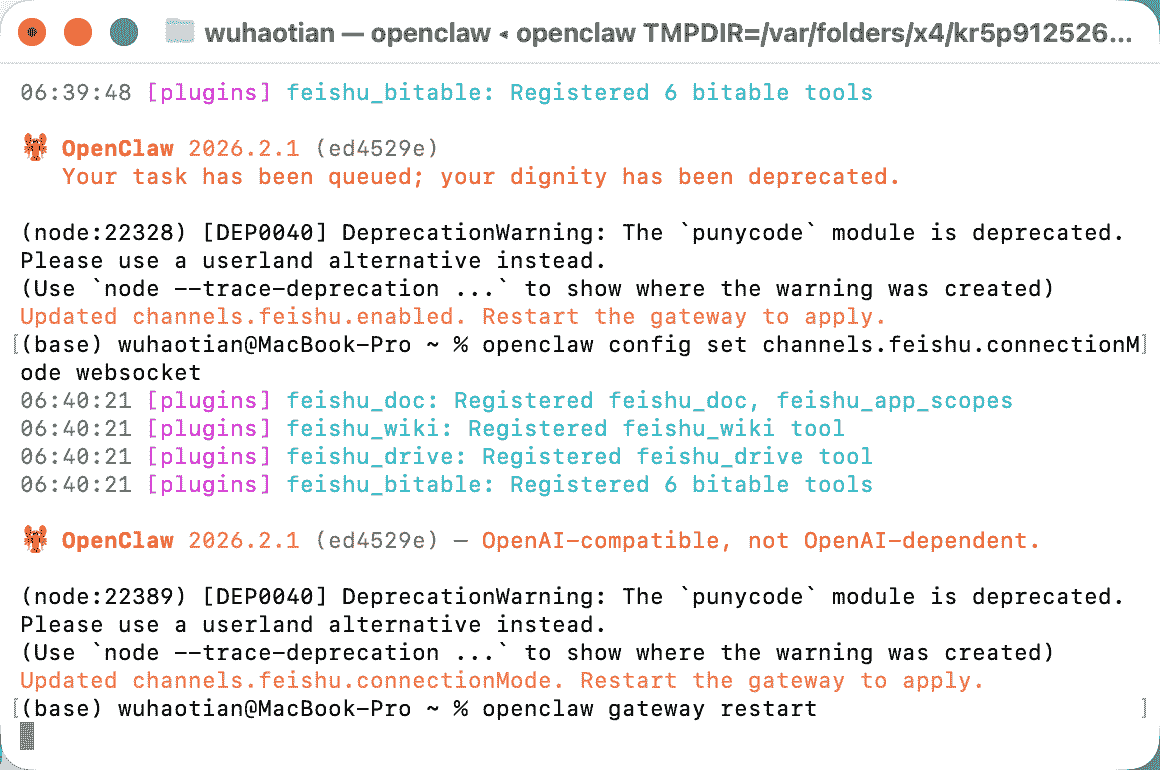 wuhaotian — openclaw ◂ openclaw TMPDIR=/var/folders/x4/kr5p912526...
06:39:48 [plugins] feishu_bitable: Registered 6 bitable tools
OpenClaw 2026.2.1 (ed4529e)
Your task has been queued; your dignity has been deprecated.
(node:22328) [DEP0040] DeprecationWarning: The `punycode` module is deprecated.
Please use a userland alternative instead.
(Use `node --trace-deprecation ...` to show where the warning was created)
Updated channels.feishu.enabled. Restart the gateway to apply.
[(base) wuhaotian@MacBook-Pro ~ % openclaw config set channels.feishu.connectionM]
ode websocket
06:40:21 [plugins] feishu_doc: Registered feishu_doc, feishu_app_scopes
06:40:21 [plugins] feishu_wiki: Registered feishu_wiki tool
06:40:21 [plugins] feishu_drive: Registered feishu_drive tool
06:40:21 [plugins] feishu_bitable: Registered 6 bitable tools
OpenClaw 2026.2.1 (ed4529e) — OpenAI-compatible, not OpenAI-dependent.
(node:22389) [DEP0040] DeprecationWarning: The `punycode` module is deprecated.
Please use a userland alternative instead.
(Use `node --trace-deprecation ...` to show where the warning was created)
Updated channels.feishu.connectionMode. Restart the gateway to apply.
[(base) wuhaotian@MacBook-Pro ~ % openclaw gateway restart ]